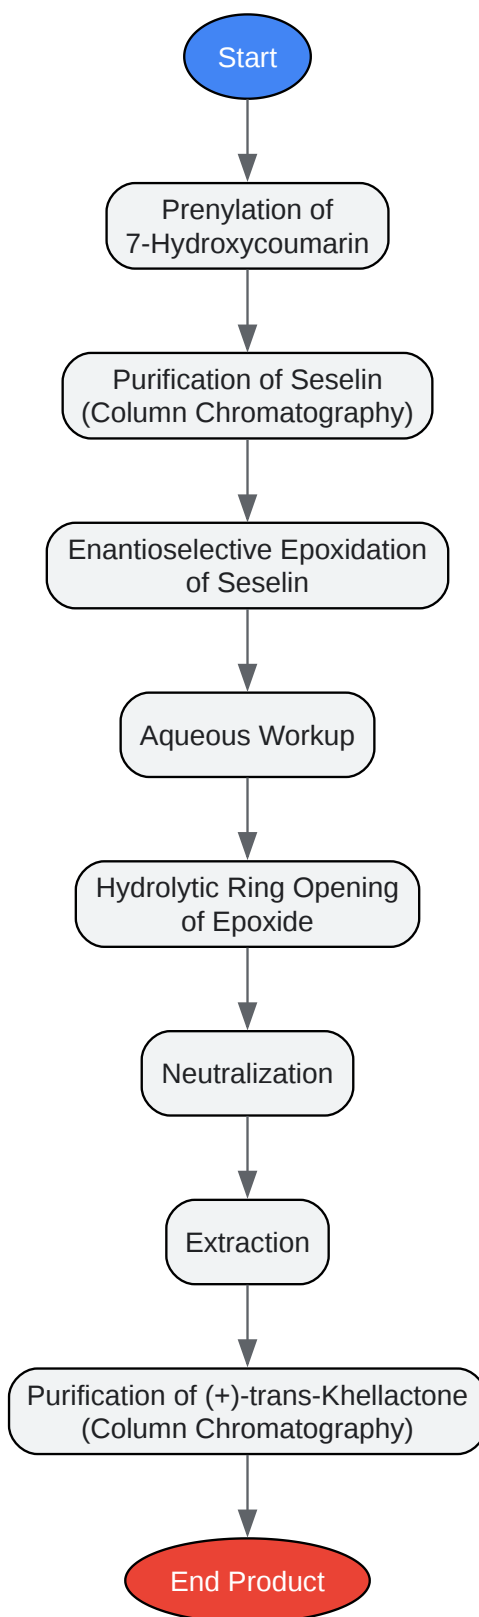 Start
Prenylation of
7-Hydroxycoumarin
Purification of Seselin
(Column Chromatography)
Enantioselective Epoxidation
of Seselin
Aqueous Workup
Hydrolytic Ring Opening
of Epoxide
Neutralization
Extraction
Purification of (+)-trans-Khellactone
(Column Chromatography)
End Product